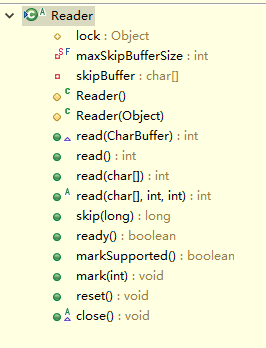 Reader
lock : Object
maxSkipBufferSize : int
skipBuffer : char[]
Reader()
Reader(Object)
read(CharBuffer) : int
read() : int
read(char[]) : int
read(char[], int, int) : int
skip(long) : long
ready() : boolean
markSupported() : boolean
mark(int) : void
reset() : void
close() : void